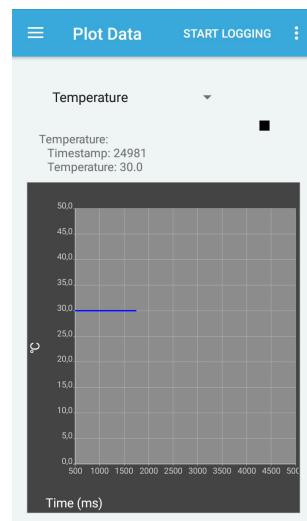 Plot Data START LOGGING
Temperature
Temperature:
Timestamp: 24981
Temperature: 30.0
50,0
45,0
40,0
35,0
30,0
25,0
°C
20,0
15,0
10,0
5,0
0,0
500 1000 1500 2000 2500 3000 3500 4000 4500 500
Time (ms)